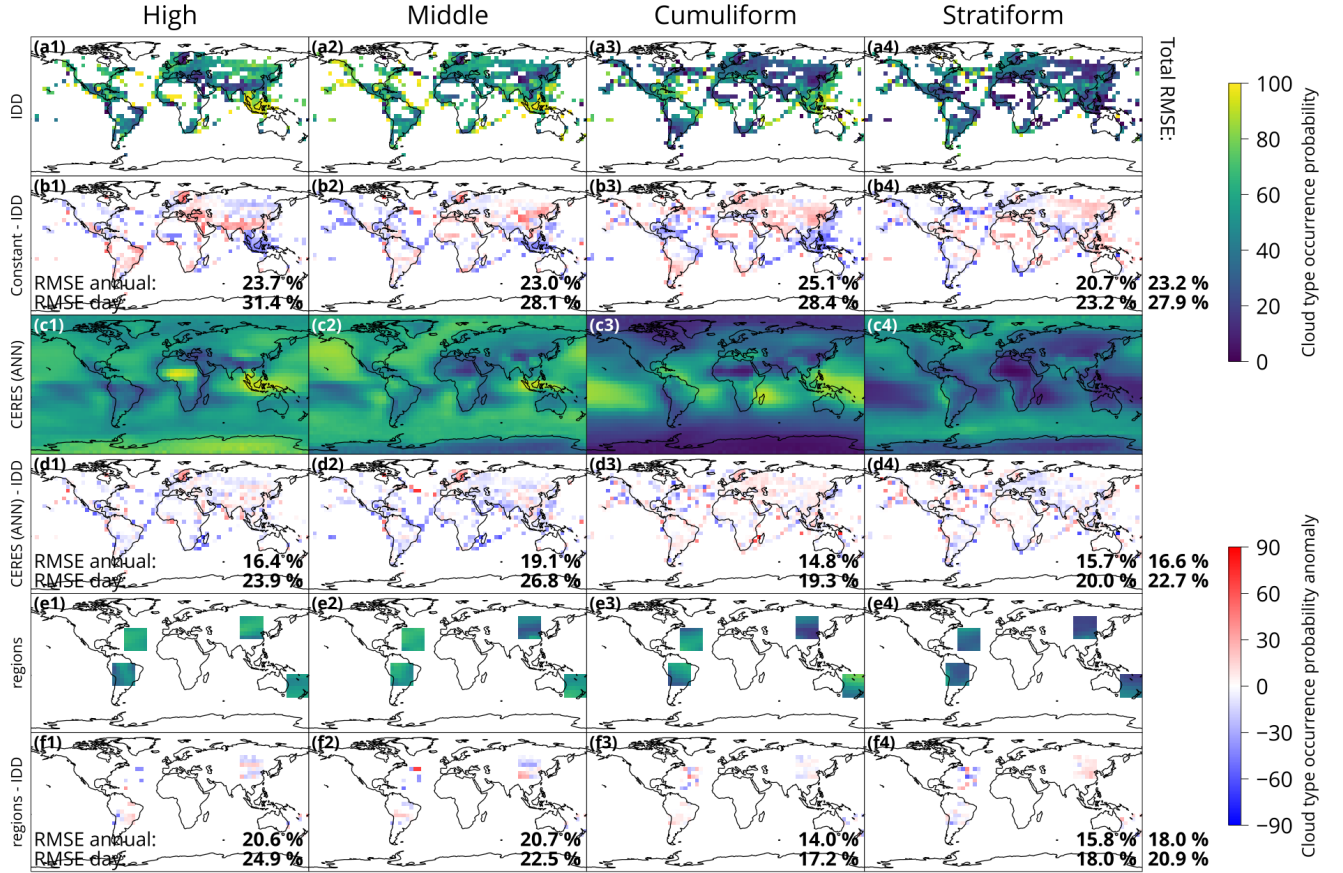 High Middle Cumuliform Stratiform
IDD
(a1) (a2) (a3) (a4)
Total RMSE:
Constant - IDD
(b1) (b2) (b3) (b4)
RMSE annual: 23.7 % 23.0 % 25.1 % 20.7 % 23.2 %
RMSE day: 31.4 % 28.1 % 28.4 % 23.2 % 27.9 %
CERES (ANN)
(c1) (c2) (c3) (c4)
CERES (ANN) - IDD
(d1) (d2) (d3) (d4)
RMSE annual: 16.4 % 19.1 % 14.8 % 15.7 % 16.6 %
RMSE day: 23.9 % 26.8 % 19.3 % 20.0 % 22.7 %
regions
(e1) (e2) (e3) (e4)
regions - IDD
(f1) (f2) (f3) (f4)
RMSE annual: 20.6 % 20.7 % 14.0 % 15.8 % 18.0 %
RMSE day: 24.9 % 22.5 % 17.2 % 18.0 % 20.9 %
100
80
60
40
20
0
Cloud type occurrence probability
90
60
30
0
−30
−60
−90
Cloud type occurrence probability anomaly